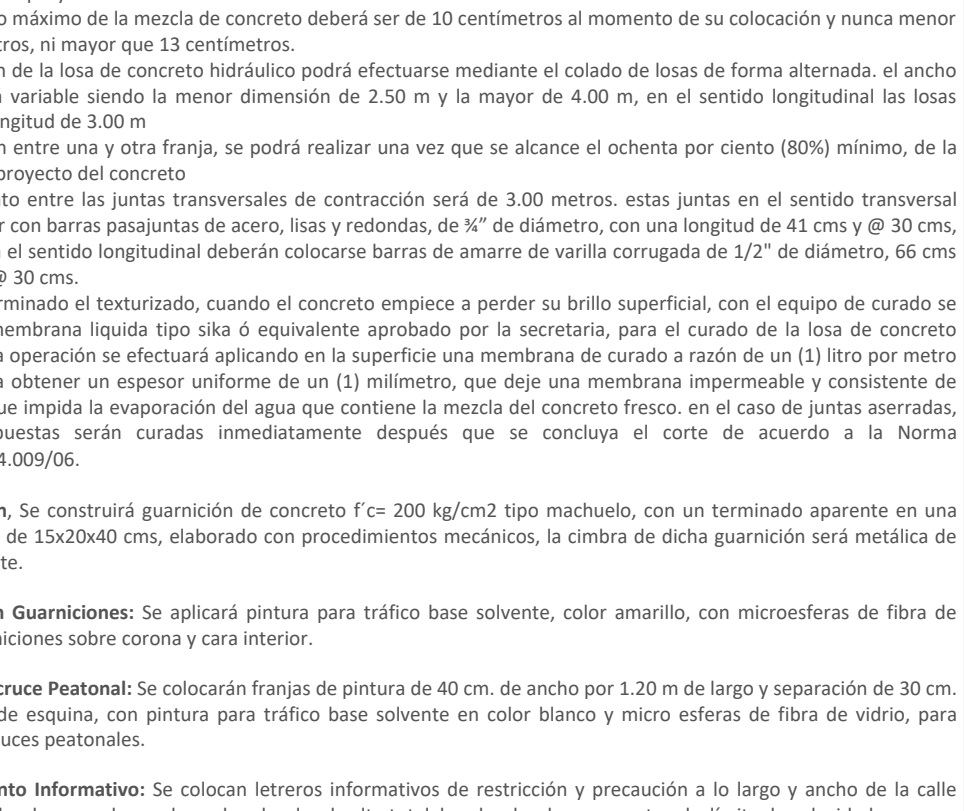 o máximo de la mezcla de concreto deberá ser de 10 centímetros al momento de su colocación y nunca menor
tros, ni mayor que 13 centímetros.
n de la losa de concreto hidráulico podrá efectuarse mediante el colado de losas de forma alternada. el ancho
variable siendo la menor dimensión de 2.50 m y la mayor de 4.00 m, en el sentido longitudinal las losas
ngitud de 3.00 m
n entre una y otra franja, se podrá realizar una vez que se alcance el ochenta por ciento (80%) mínimo, de la
proyecto del concreto
nto entre las juntas transversales de contracción será de 3.00 metros. estas juntas en el sentido transversal
r con barras pasajuntas de acero, lisas y redondas, de ¾” de diámetro, con una longitud de 41 cms y @ 30 cms,
el sentido longitudinal deberán colocarse barras de amarre de varilla corrugada de 1/2" de diámetro, 66 cms
@ 30 cms.
rminado el texturizado, cuando el concreto empiece a perder su brillo superficial, con el equipo de curado se
membrana liquida tipo sika ó equivalente aprobado por la secretaria, para el curado de la losa de concreto
a operación se efectuará aplicando en la superficie una membrana de curado a razón de un (1) litro por metro
a obtener un espesor uniforme de un (1) milímetro, que deje una membrana impermeable y consistente de
que impida la evaporación del agua que contiene la mezcla del concreto fresco. en el caso de juntas aserradas,
puestas serán curadas inmediatamente después que se concluya el corte de acuerdo a la Norma
4.009/06.
n, Se construirá guarnición de concreto f´c= 200 kg/cm2 tipo machuelo, con un terminado aparente en una
de 15x20x40 cms, elaborado con procedimientos mecánicos, la cimbra de dicha guarnición será metálica de
te.
n Guarniciones: Se aplicará pintura para tráfico base solvente, color amarillo, con microesferas de fibra de
niciones sobre corona y cara interior.
cruce Peatonal: Se colocarán franjas de pintura de 40 cm. de ancho por 1.20 m de largo y separación de 30 cm.
de esquina, con pintura para tráfico base solvente en color blanco y micro esferas de fibra de vidrio, para
uces peatonales.
nto Informativo: Se colocan letreros informativos de restricción y precaución a lo largo y ancho de la calle